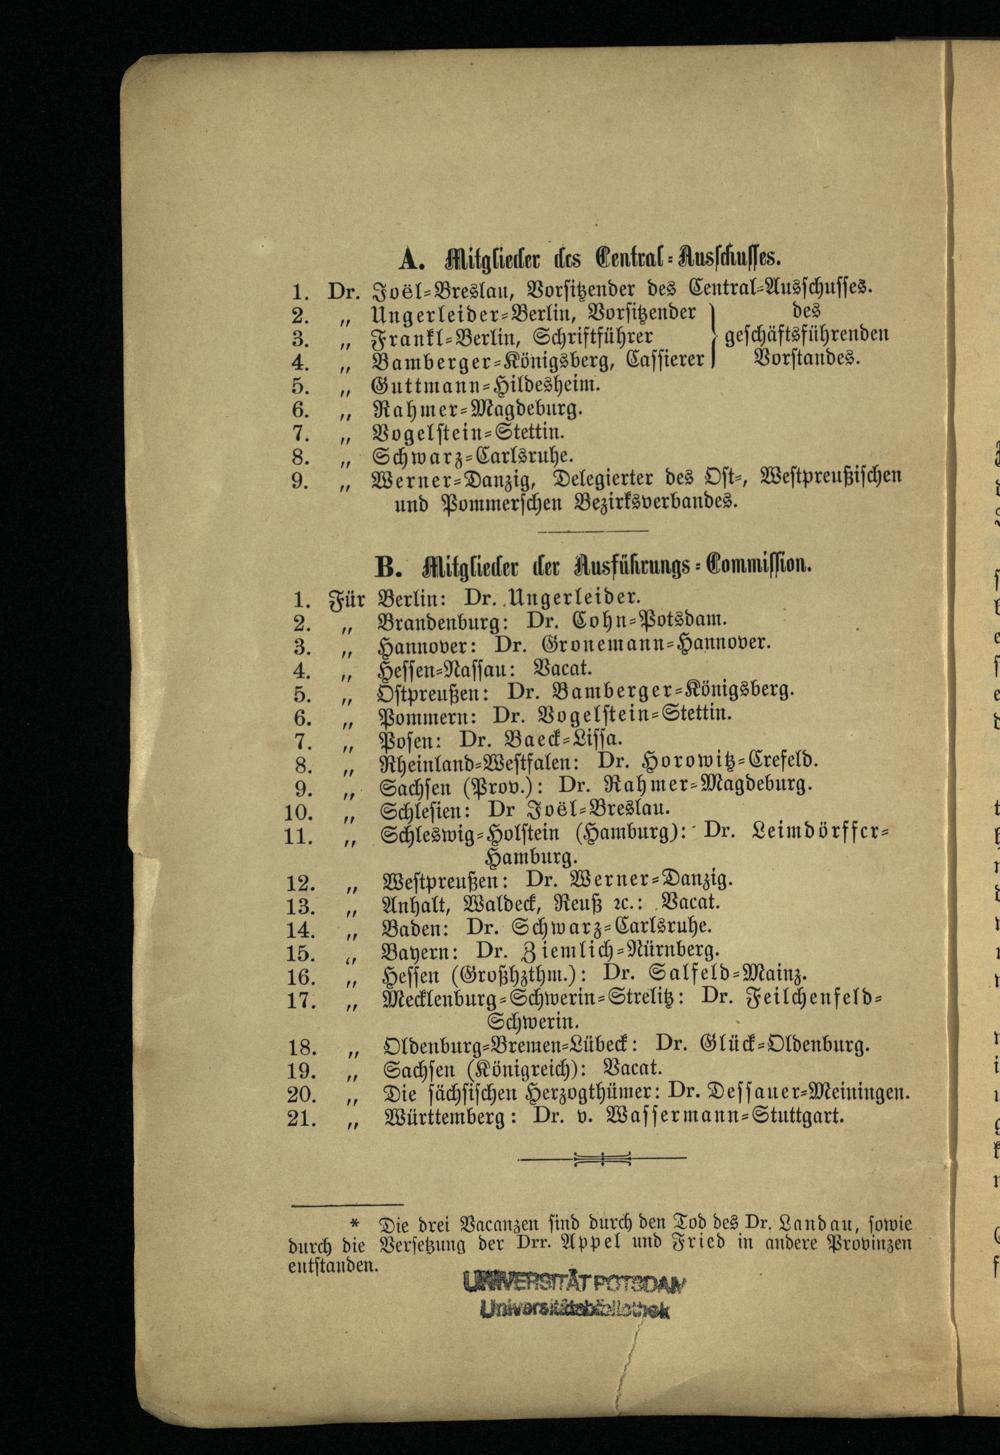 A. Mitglieder des Central-Ausschusses.
1. Dr. Joël-Breslau, Vorsitzender des Central-Ausschusses.
2. „ Ungerleider-Berlin, Vorsitzender } des
3. „ Frankl-Berlin, Schriftführer } geschäftsführenden
4. „ Bamberger-Königsberg, Cassierer } Vorstandes.
5. „ Guttmann-Hildesheim.
6. „ Rahmer-Magdeburg.
7. „ Vogelstein-Stettin.
8. „ Schwarz-Carlsruhe.
9. „ Werner-Danzig, Delegierter des Ost-, Westpreußischen
und Pommerschen Bezirksverbandes.
B. Mitglieder der Ausführungs-Commission.
1. Für Berlin: Dr. Ungerleider.
2. „ Brandenburg: Dr. Cohn-Potsdam.
3. „ Hannover: Dr. Gronemann-Hannover.
4. „ Hessen-Nassau: Vacat.
5. „ Ostpreußen: Dr. Bamberger-Königsberg.
6. „ Pommern: Dr. Vogelstein-Stettin.
7. „ Posen: Dr. Baeck-Lissa.
8. „ Rheinland-Westfalen: Dr. Horowitz-Crefeld.
9. „ Sachsen (Prov.): Dr. Rahmer-Magdeburg.
10. „ Schlesien: Dr Joël-Breslau.
11. „ Schleswig-Holstein (Hamburg): Dr. Leimdörffer-
Hamburg.
12. „ Westpreußen: Dr. Werner-Danzig.
13. „ Anhalt, Waldeck, Reuß ꝛc.: Vacat.
14. „ Baden: Dr. Schwarz-Carlsruhe.
15. „ Bayern: Dr. Ziemlich-Nürnberg.
16. „ Hessen (Großhzthm.): Dr. Salfeld-Mainz.
17. „ Mecklenburg-Schwerin-Strelitz: Dr. Feilchenfeld-
Schwerin.
18. „ Oldenburg-Bremen-Lübeck: Dr. Glück-Oldenburg.
19. „ Sachsen (Königreich): Vacat.
20. „ Die sächsischen Herzogthümer: Dr. Dessauer-Meiningen.
21. „ Württemberg: Dr. v. Wassermann-Stuttgart.
* Die drei Vacanzen sind durch den Tod des Dr. Landau, sowie
durch die Versetzung der Drr. Appel und Fried in andere Provinzen
entstanden.
UNIVERSITÄT POTSDAM
Universitätsbibliothek